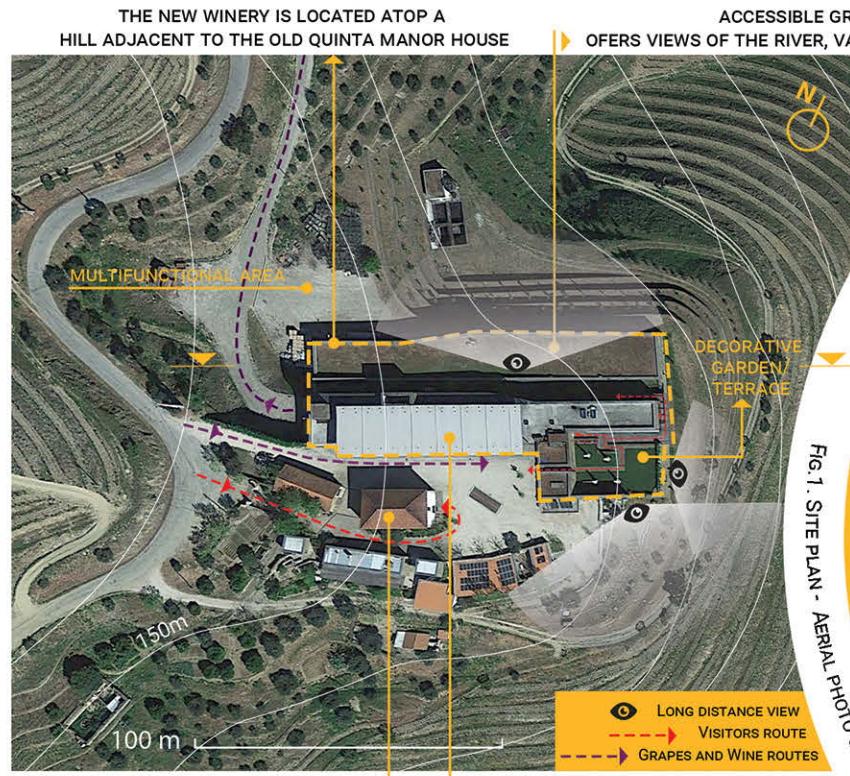 THE NEW WINERY IS LOCATED ATOP A
HILL ADJACENT TO THE OLD QUINTA MANOR HOUSE
ACCESSIBLE
OFERS VIEWS OF THE RIVER,
N
MULTIFUNCTIONAL AREA
DECORATIVE
GARDEN/
TERRACE
FIG.1. SITE PLAN - AERIAL PHOTO
150m
100 m
LONG DISTANCE VIEW
VISITORS ROUTE
GRAPES AND WINE ROUTES